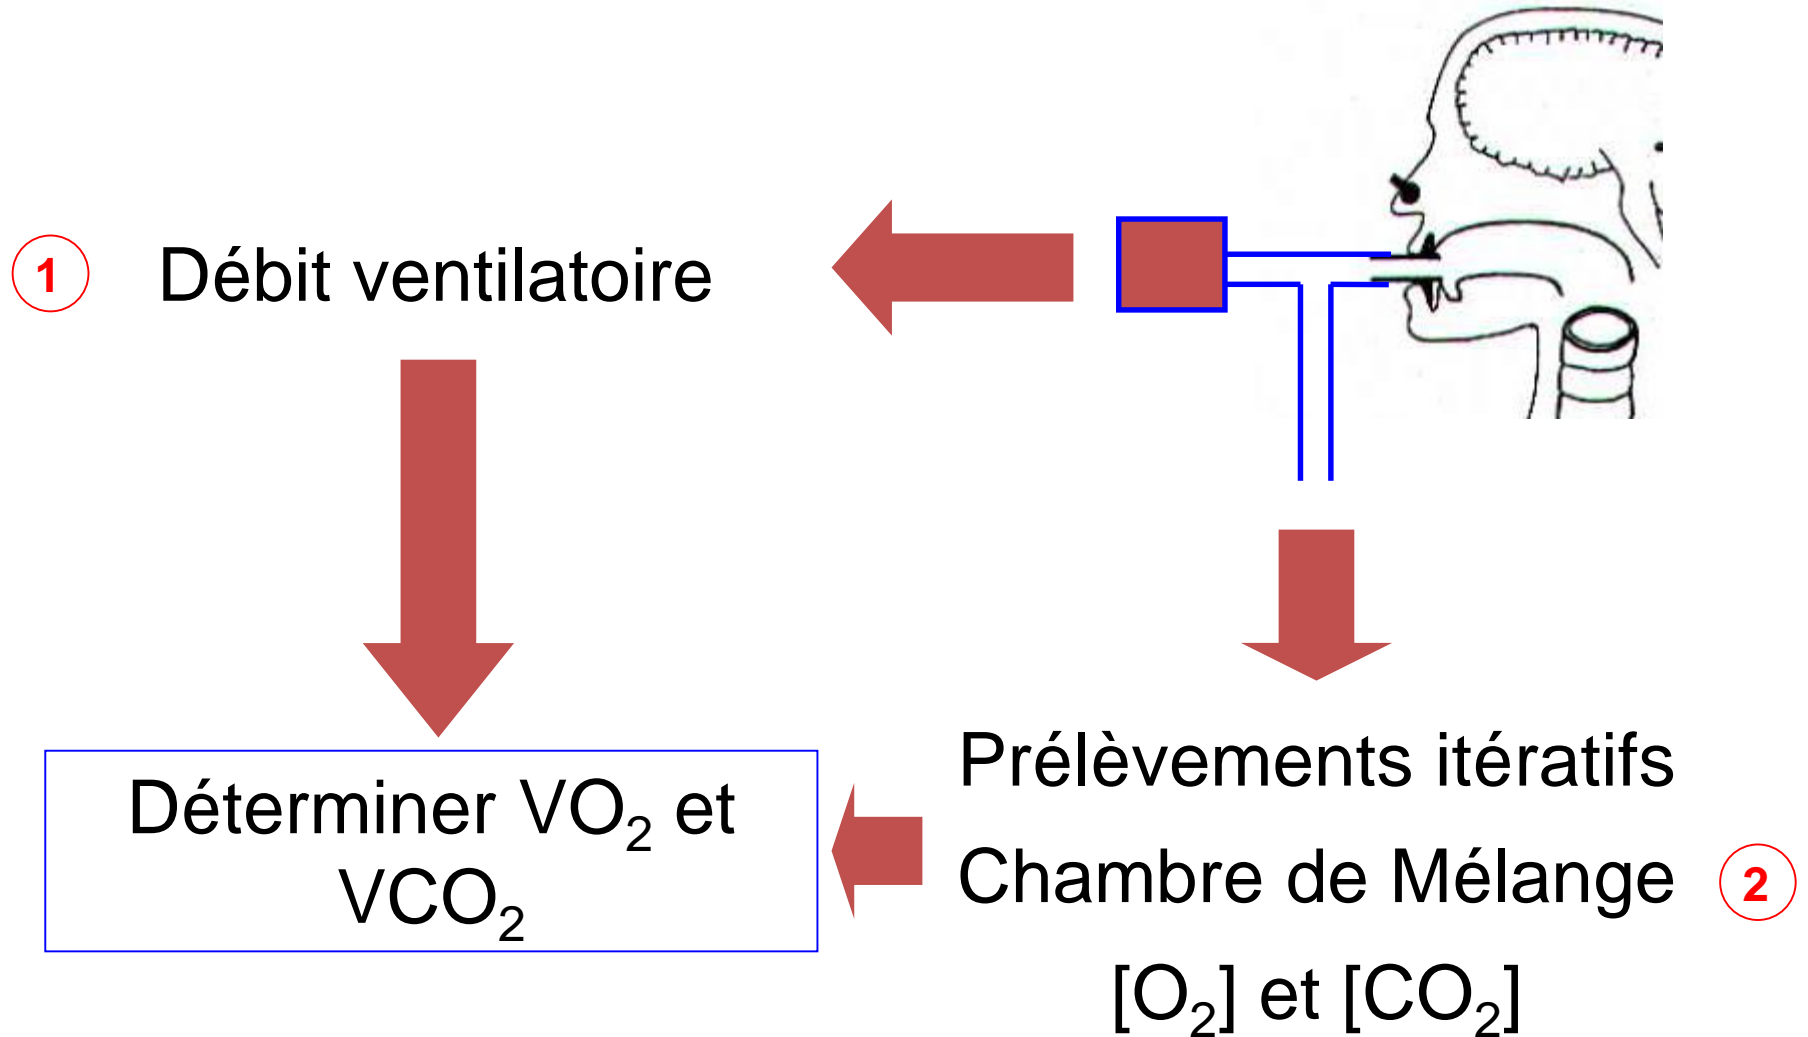 1 Débit ventilatoire
Déterminer VO₂ et
VCO₂
Prélèvements itératifs
Chambre de Mélange 2
[O₂] et [CO₂]